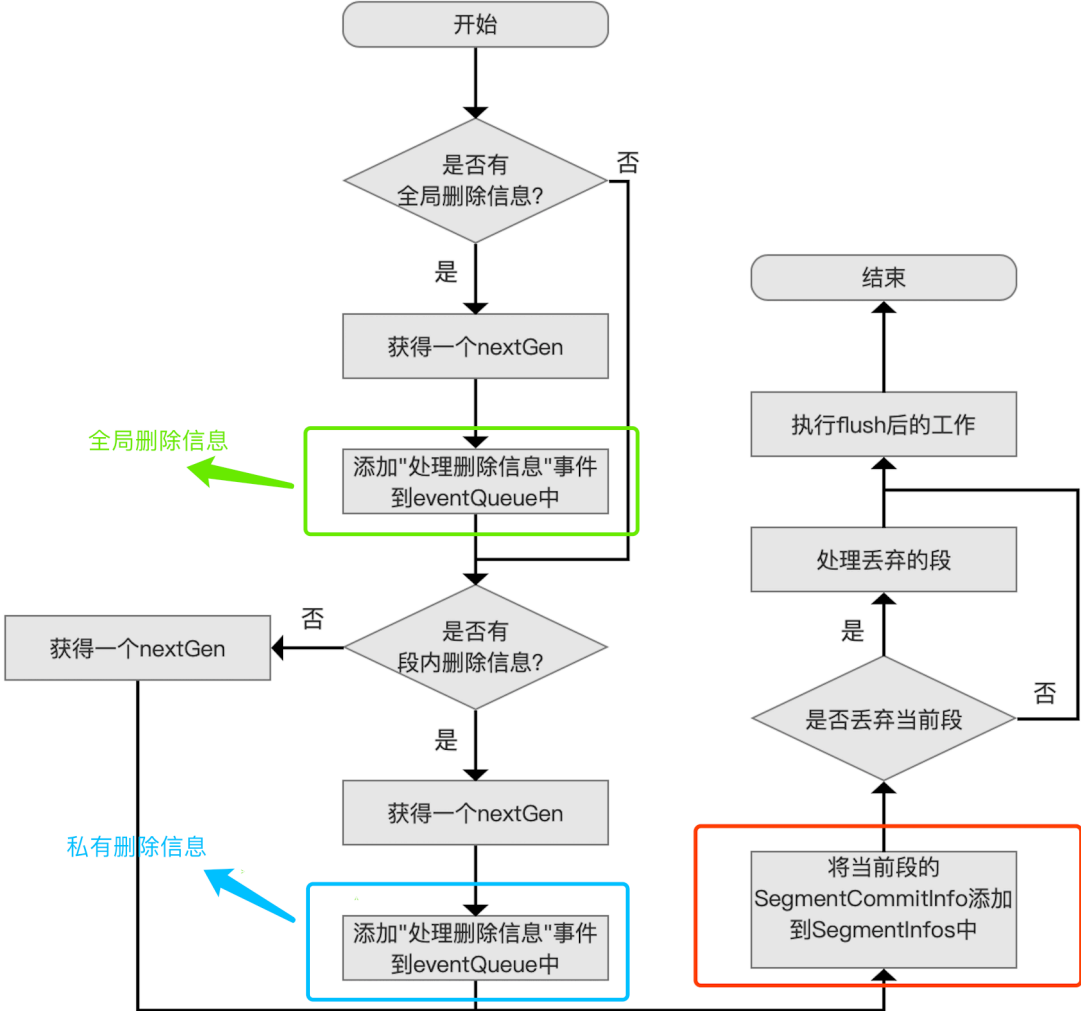 开始
是否有
全局删除信息?
否
是
获得一个nextGen
全局删除信息
添加"处理删除信息"事件
到eventQueue中
是否有
段内删除信息?
否
获得一个nextGen
是
获得一个nextGen
私有删除信息
添加"处理删除信息"事件
到eventQueue中
将当前段的
SegmentCommitInfo添加
到SegmentInfos中
是否丢弃当前段
否
是
处理丢弃的段
执行flush后的工作
结束